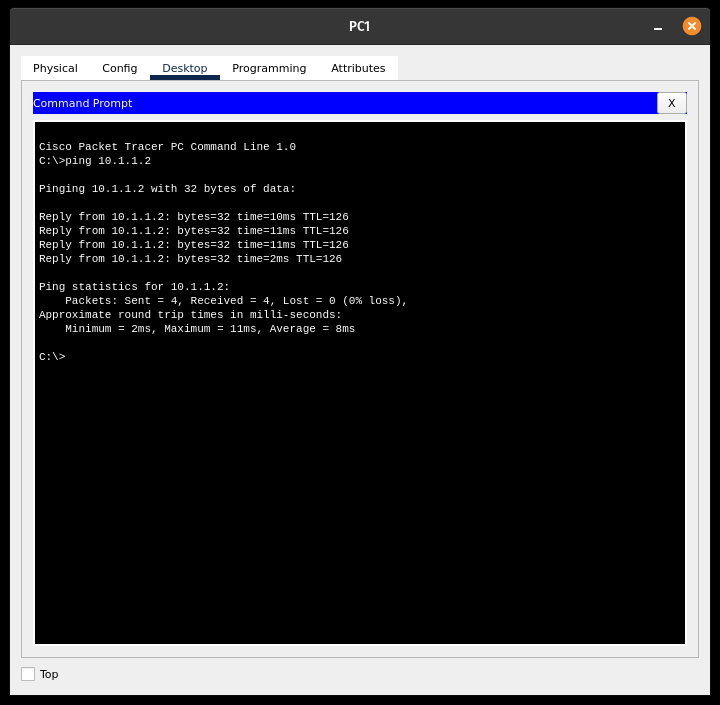 PC1
Physical Config Desktop Programming Attributes
Command Prompt X
Cisco Packet Tracer PC Command Line 1.0
C:\>ping 10.1.1.2
Pinging 10.1.1.2 with 32 bytes of data:
Reply from 10.1.1.2: bytes=32 time=10ms TTL=126
Reply from 10.1.1.2: bytes=32 time=11ms TTL=126
Reply from 10.1.1.2: bytes=32 time=11ms TTL=126
Reply from 10.1.1.2: bytes=32 time=2ms TTL=126
Ping statistics for 10.1.1.2:
    Packets: Sent = 4, Received = 4, Lost = 0 (0% loss),
Approximate round trip times in milli-seconds:
    Minimum = 2ms, Maximum = 11ms, Average = 8ms
C:\>
Top